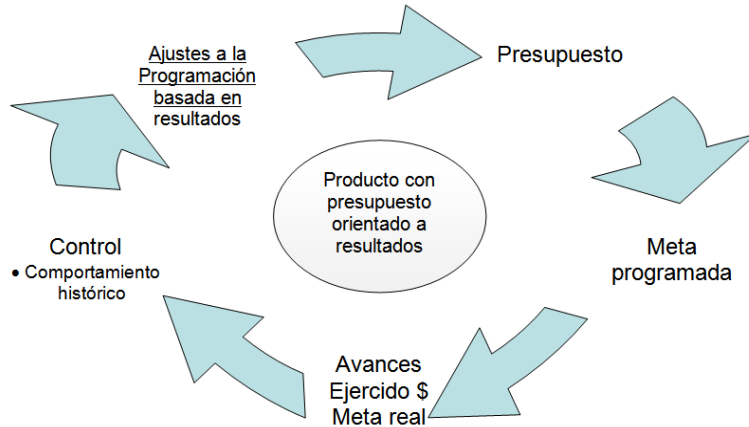 Ajustes a la
Programación
basada en
resultados
Presupuesto
Producto con
presupuesto
orientado a
resultados
Control
• Comportamiento
histórico
Meta
programada
Avances
Ejercido $
Meta real